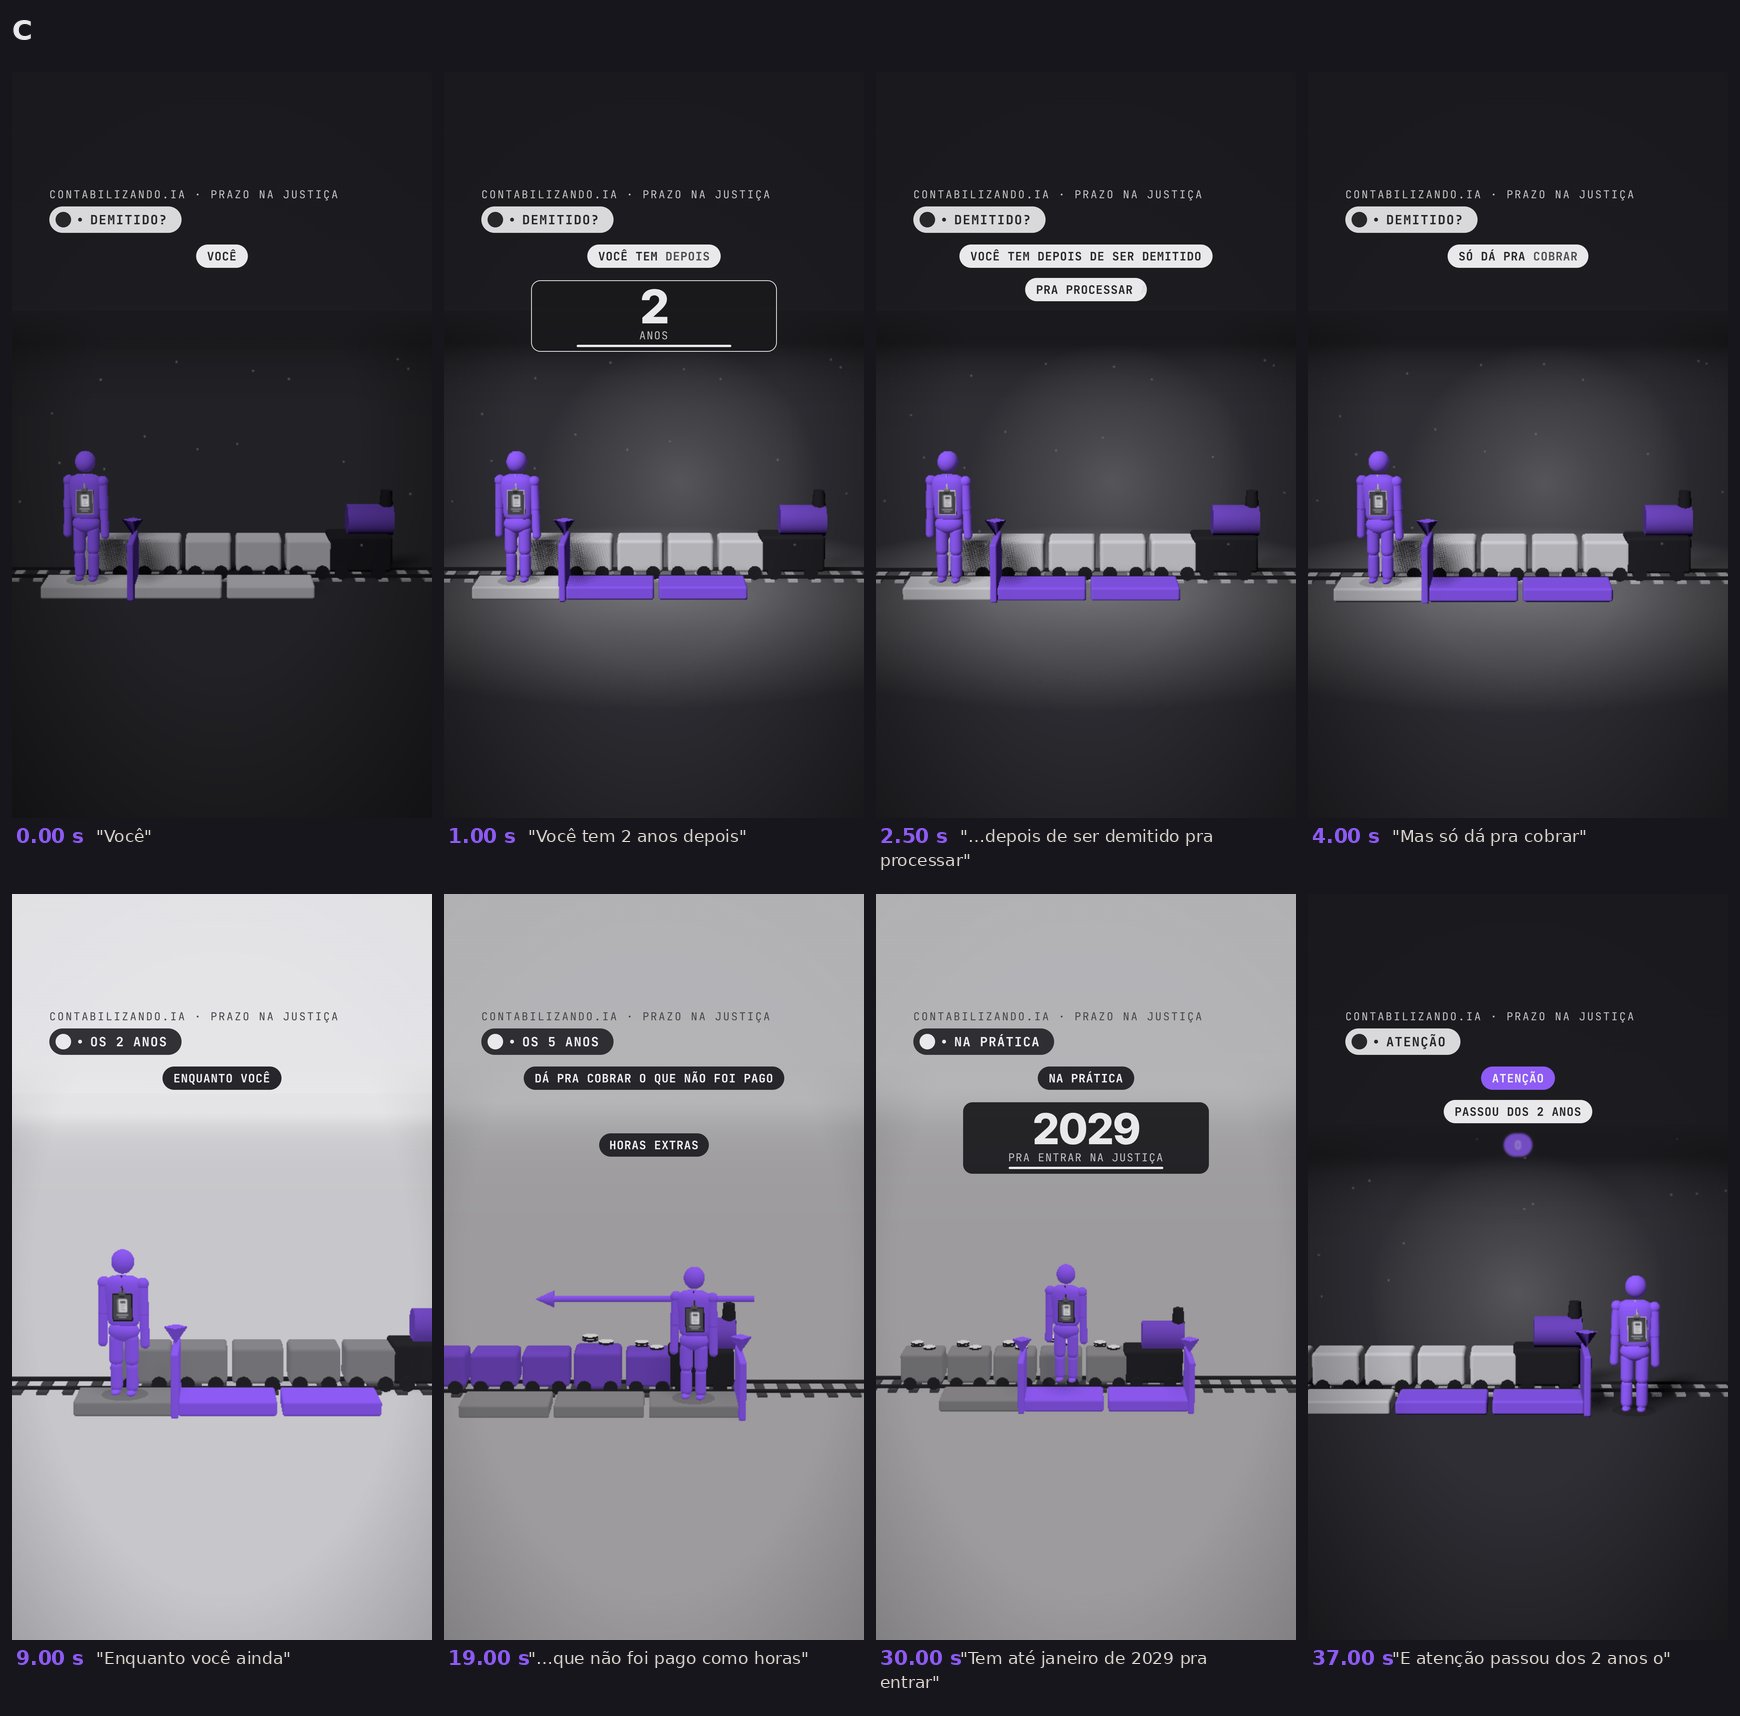 C
CONTABILIZANDO.IA · PRAZO NA JUSTIÇA
• DEMITIDO?
VOCÊ
0.00 s "Você"
CONTABILIZANDO.IA · PRAZO NA JUSTIÇA
• DEMITIDO?
VOCÊ TEM DEPOIS
2
ANOS
1.00 s "Você tem 2 anos depois"
CONTABILIZANDO.IA · PRAZO NA JUSTIÇA
• DEMITIDO?
VOCÊ TEM DEPOIS DE SER DEMITIDO
PRA PROCESSAR
2.50 s "...depois de ser demitido pra
processar"
CONTABILIZANDO.IA · PRAZO NA JUSTIÇA
• DEMITIDO?
SÓ DÁ PRA COBRAR
4.00 s "Mas só dá pra cobrar"
CONTABILIZANDO.IA · PRAZO NA JUSTIÇA
• OS 2 ANOS
ENQUANTO VOCÊ
9.00 s "Enquanto você ainda"
CONTABILIZANDO.IA · PRAZO NA JUSTIÇA
• OS 5 ANOS
DÁ PRA COBRAR O QUE NÃO FOI PAGO
HORAS EXTRAS
19.00 s "...que não foi pago como horas"
CONTABILIZANDO.IA · PRAZO NA JUSTIÇA
• NA PRÁTICA
NA PRÁTICA
2029
PRA ENTRAR NA JUSTIÇA
30.00 s "Tem até janeiro de 2029 pra
entrar"
CONTABILIZANDO.IA · PRAZO NA JUSTIÇA
• ATENÇÃO
ATENÇÃO
PASSOU DOS 2 ANOS
37.00 s "E atenção passou dos 2 anos o"